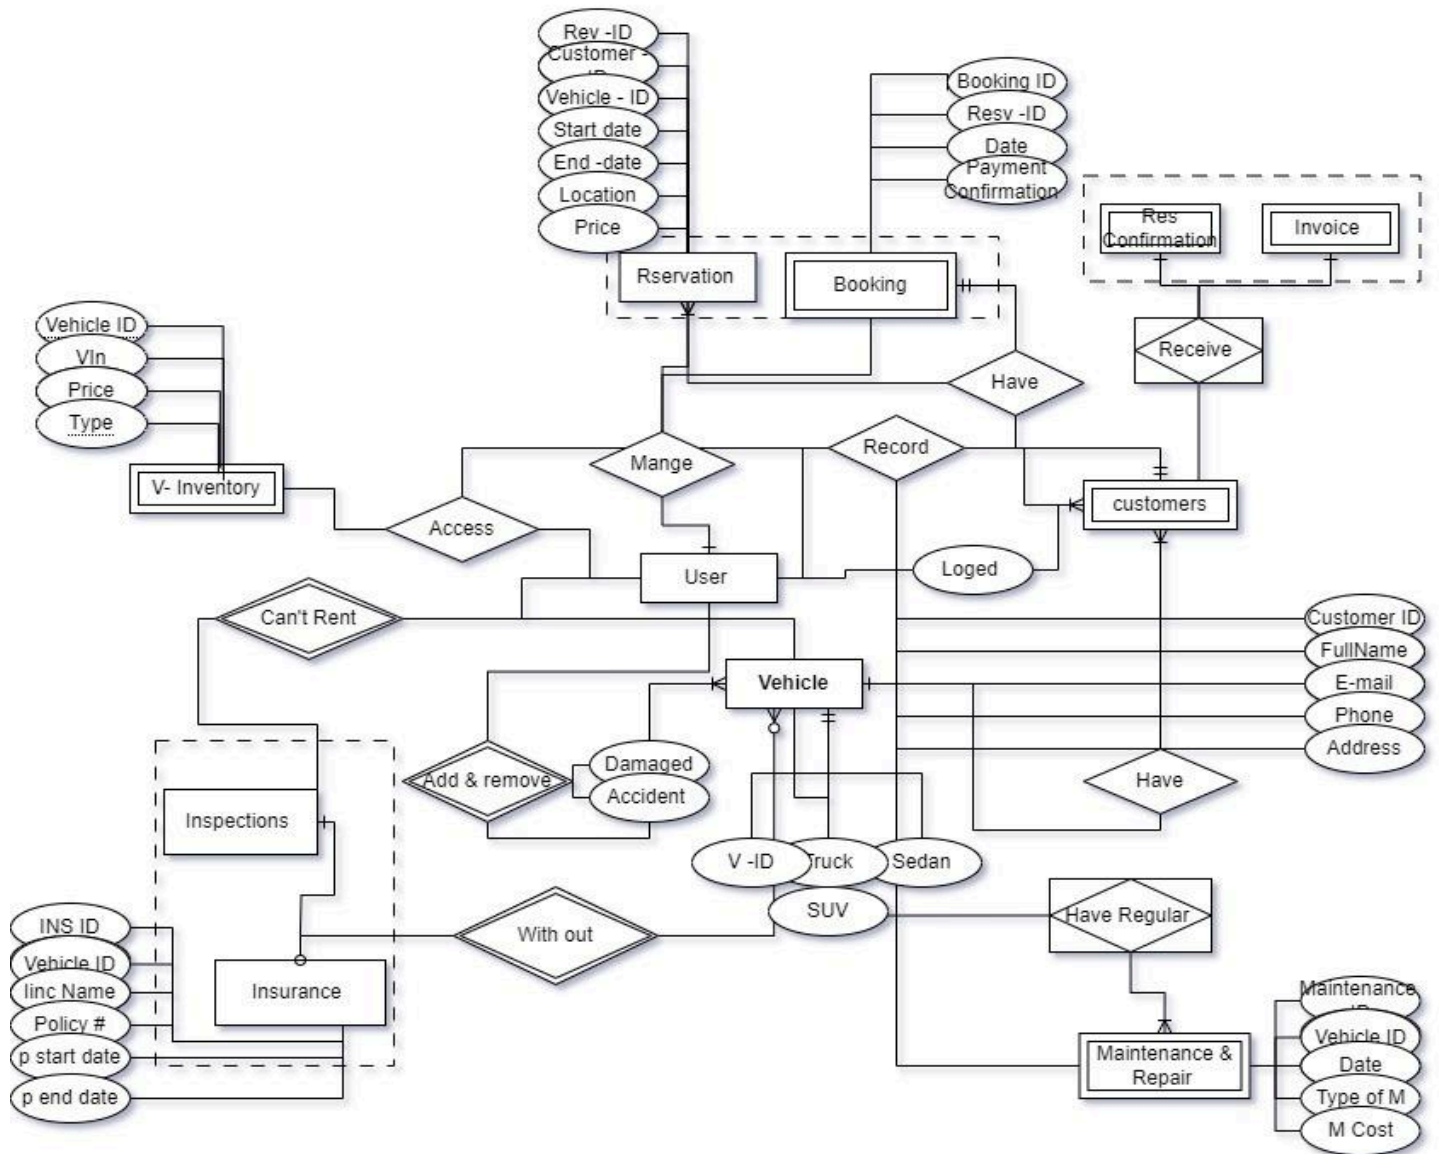 Rev -ID
Customer -
Vehicle - ID
Start date
End -date
Location
Price
Booking ID
Resv -ID
Date
Payment
Confirmation
Res
Confirmation
Invoice
Rservation
Booking
Receive
Vehicle ID
VIn
Price
Type
Have
Record
Mange
V- Inventory
customers
Access
User
Loged
Can't Rent
Customer ID
FullName
E-mail
Phone
Address
Vehicle
Damaged
Accident
Add & remove
Have
Inspections
V -ID
Truck
Sedan
SUV
Have Regular
INS ID
Vehicle ID
Iinc Name
Policy #
p start date
p end date
With out
Insurance
Maintenance
Vehicle ID
Date
Type of M
M Cost
Maintenance &
Repair